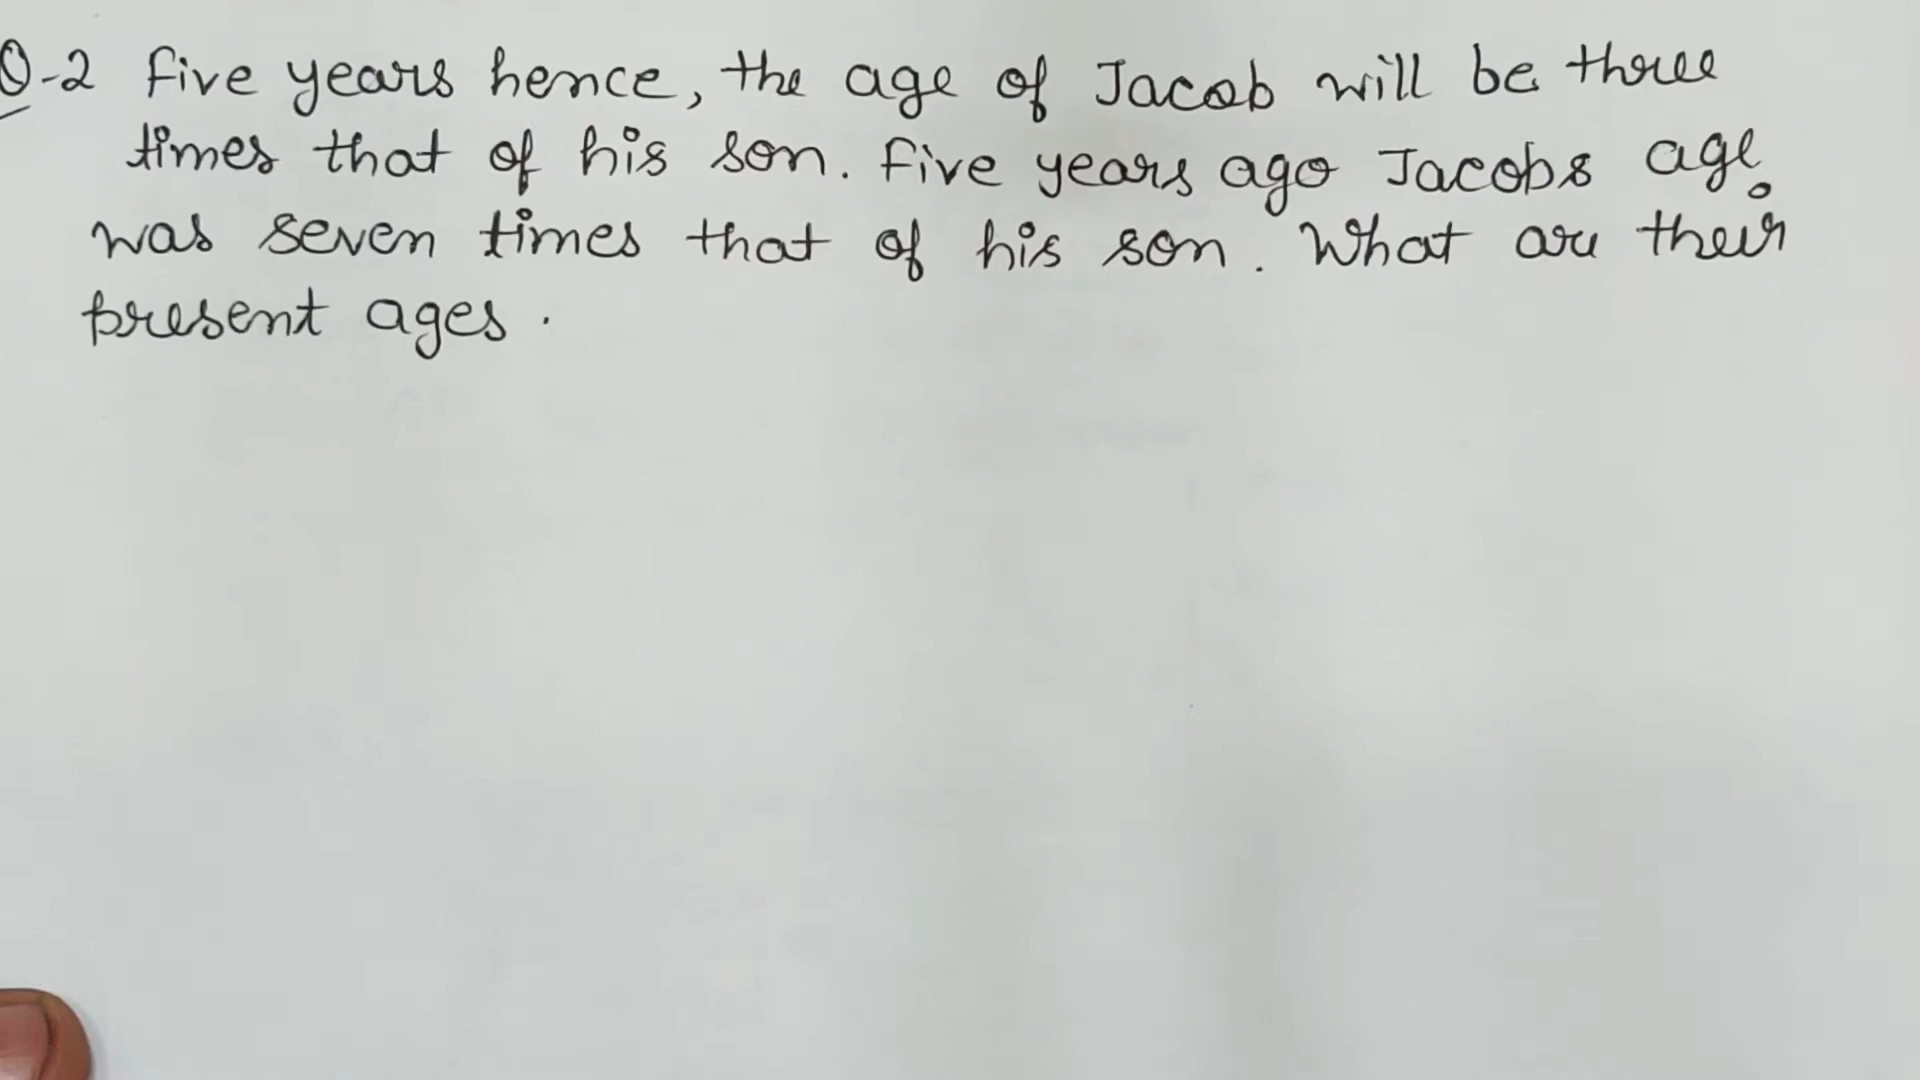 Q-2 Five years hence, the age of Jacob will be three
times that of his son. Five years ago Jacobs age
was seven times that of his son. What are their
present ages.